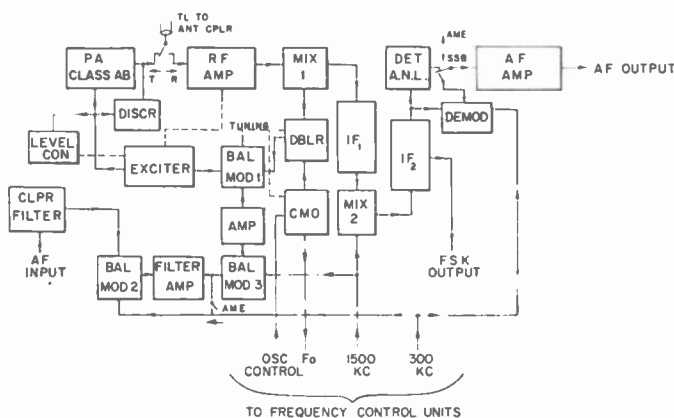 TL TO
ANT CPLR
PA
CLASS AB
T
R
R F
AMP
MIX
1
DET
A.N.L.
AME
SSB
A F
AMP
AF OUTPUT
DISCR
LEVEL
CON
EXCITER
TUNING
BAL
MOD 1
DBLR
IF1
DEMOD
IF2
CLPR
FILTER
AF
INPUT
AMP
CMO
MIX
2
BAL
MOD 2
FILTER
AMP
BAL
MOD 3
AME
FSK
OUTPUT
OSC
CONTROL
Fo
1500
KC
300
KC
TO FREQUENCY CONTROL UNITS